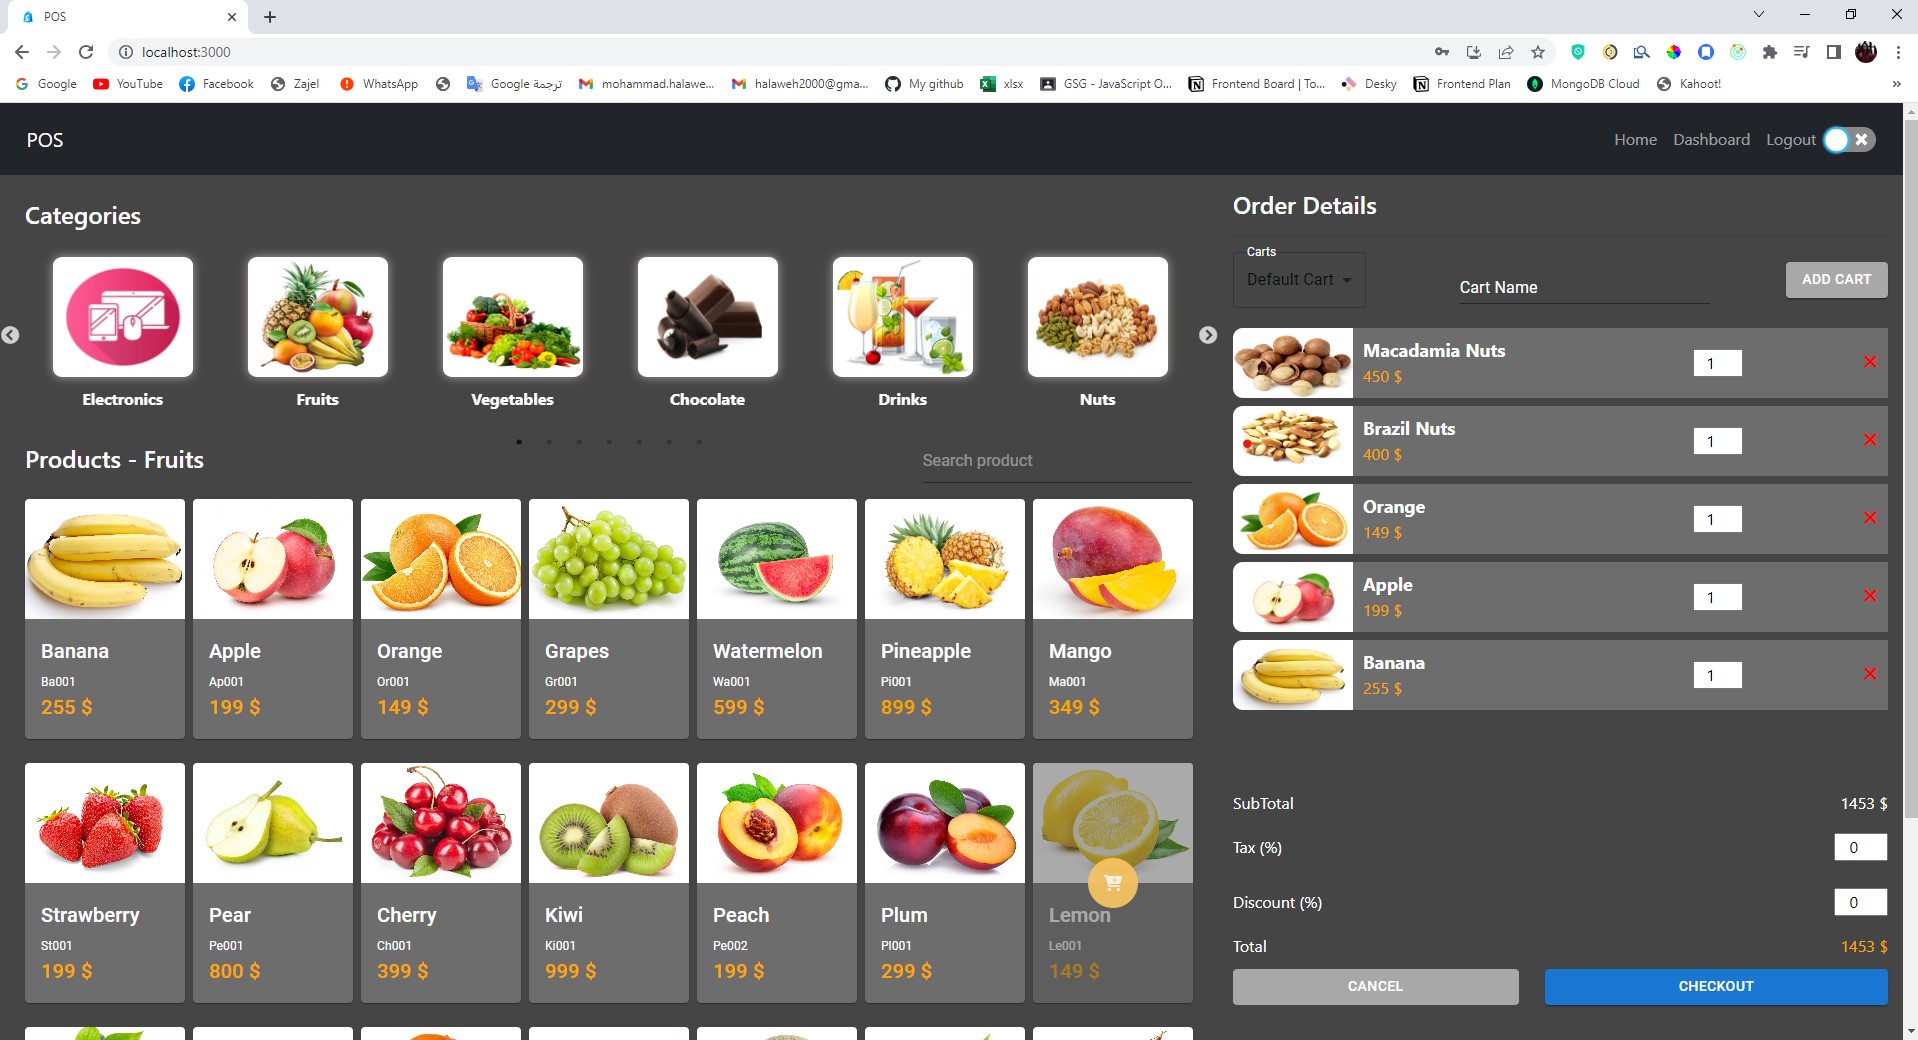 POS
localhost:3000
Google YouTube Facebook Zajel WhatsApp ترجمة Google mohammad.halawe... halaweh2000@gma... My github xlsx GSG - JavaScript O... Frontend Board | To... Desky Frontend Plan MongoDB Cloud Kahoot! »
POS Home Dashboard Logout
Categories
Electronics Fruits Vegetables Chocolate Drinks Nuts
Products - Fruits
Search product
Banana Apple Orange Grapes Watermelon Pineapple Mango
Ba001 Ap001 Or001 Gr001 Wa001 Pi001 Ma001
255 $ 199 $ 149 $ 299 $ 599 $ 899 $ 349 $
Strawberry Pear Cherry Kiwi Peach Plum Lemon
St001 Pe001 Ch001 Ki001 Pe002 Pl001 Le001
199 $ 800 $ 399 $ 999 $ 199 $ 299 $ 149 $
Order Details
Carts
Default Cart
Cart Name
ADD CART
Macadamia Nuts
450 $
1
Brazil Nuts
400 $
1
Orange
149 $
1
Apple
199 $
1
Banana
255 $
1
SubTotal 1453 $
Tax (%) 0
Discount (%) 0
Total 1453 $
CANCEL CHECKOUT